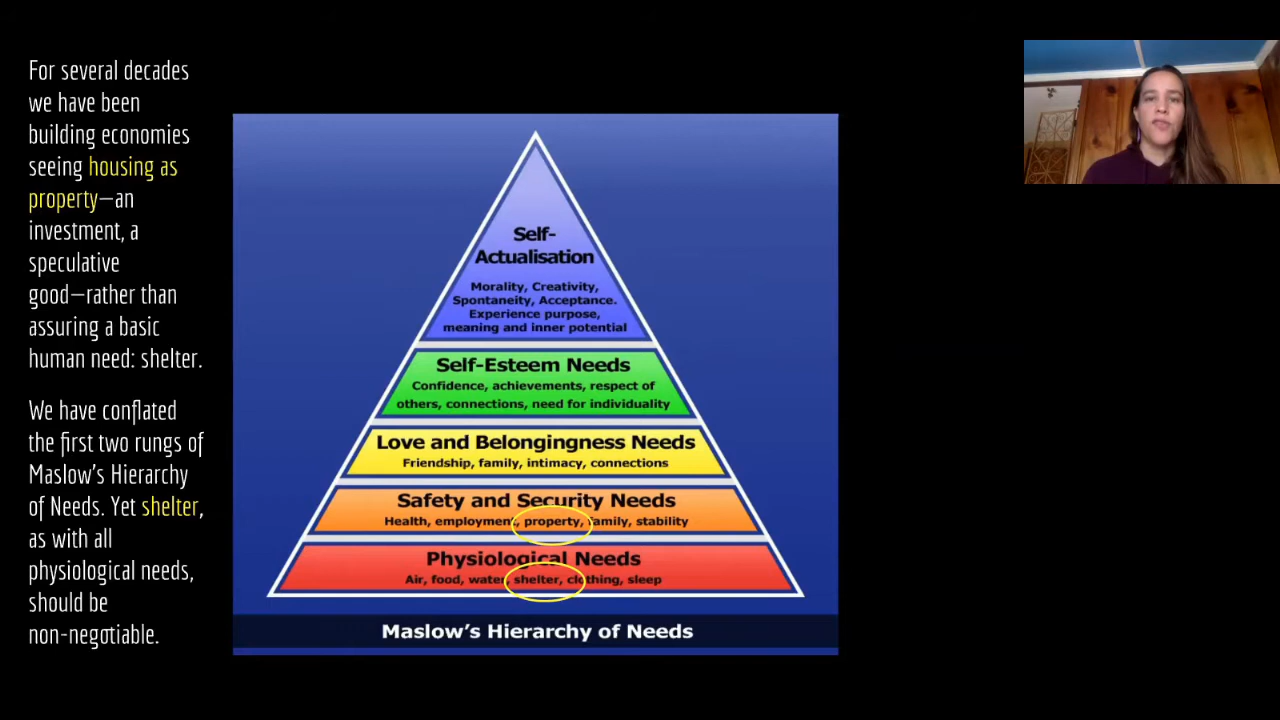 For several decades
we have been
building economies
seeing housing as
property—an
investment, a
speculative
good—rather than
assuring a basic
human need: shelter.
We have conflated
the first two rungs of
Maslow's Hierarchy
of Needs. Yet shelter,
as with all
physiological needs,
should be
non-negotiable.
Self-
Actualisation
Morality, Creativity,
Spontaneity, Acceptance.
Experience purpose,
meaning and inner potential
Self-Esteem Needs
Confidence, achievements, respect of
others, connections, need for individuality
Love and Belongingness Needs
Friendship, family, intimacy, connections
Safety and Security Needs
Health, employment, property, family, stability
Physiological Needs
Air, food, water, shelter, clothing, sleep
Maslow's Hierarchy of Needs